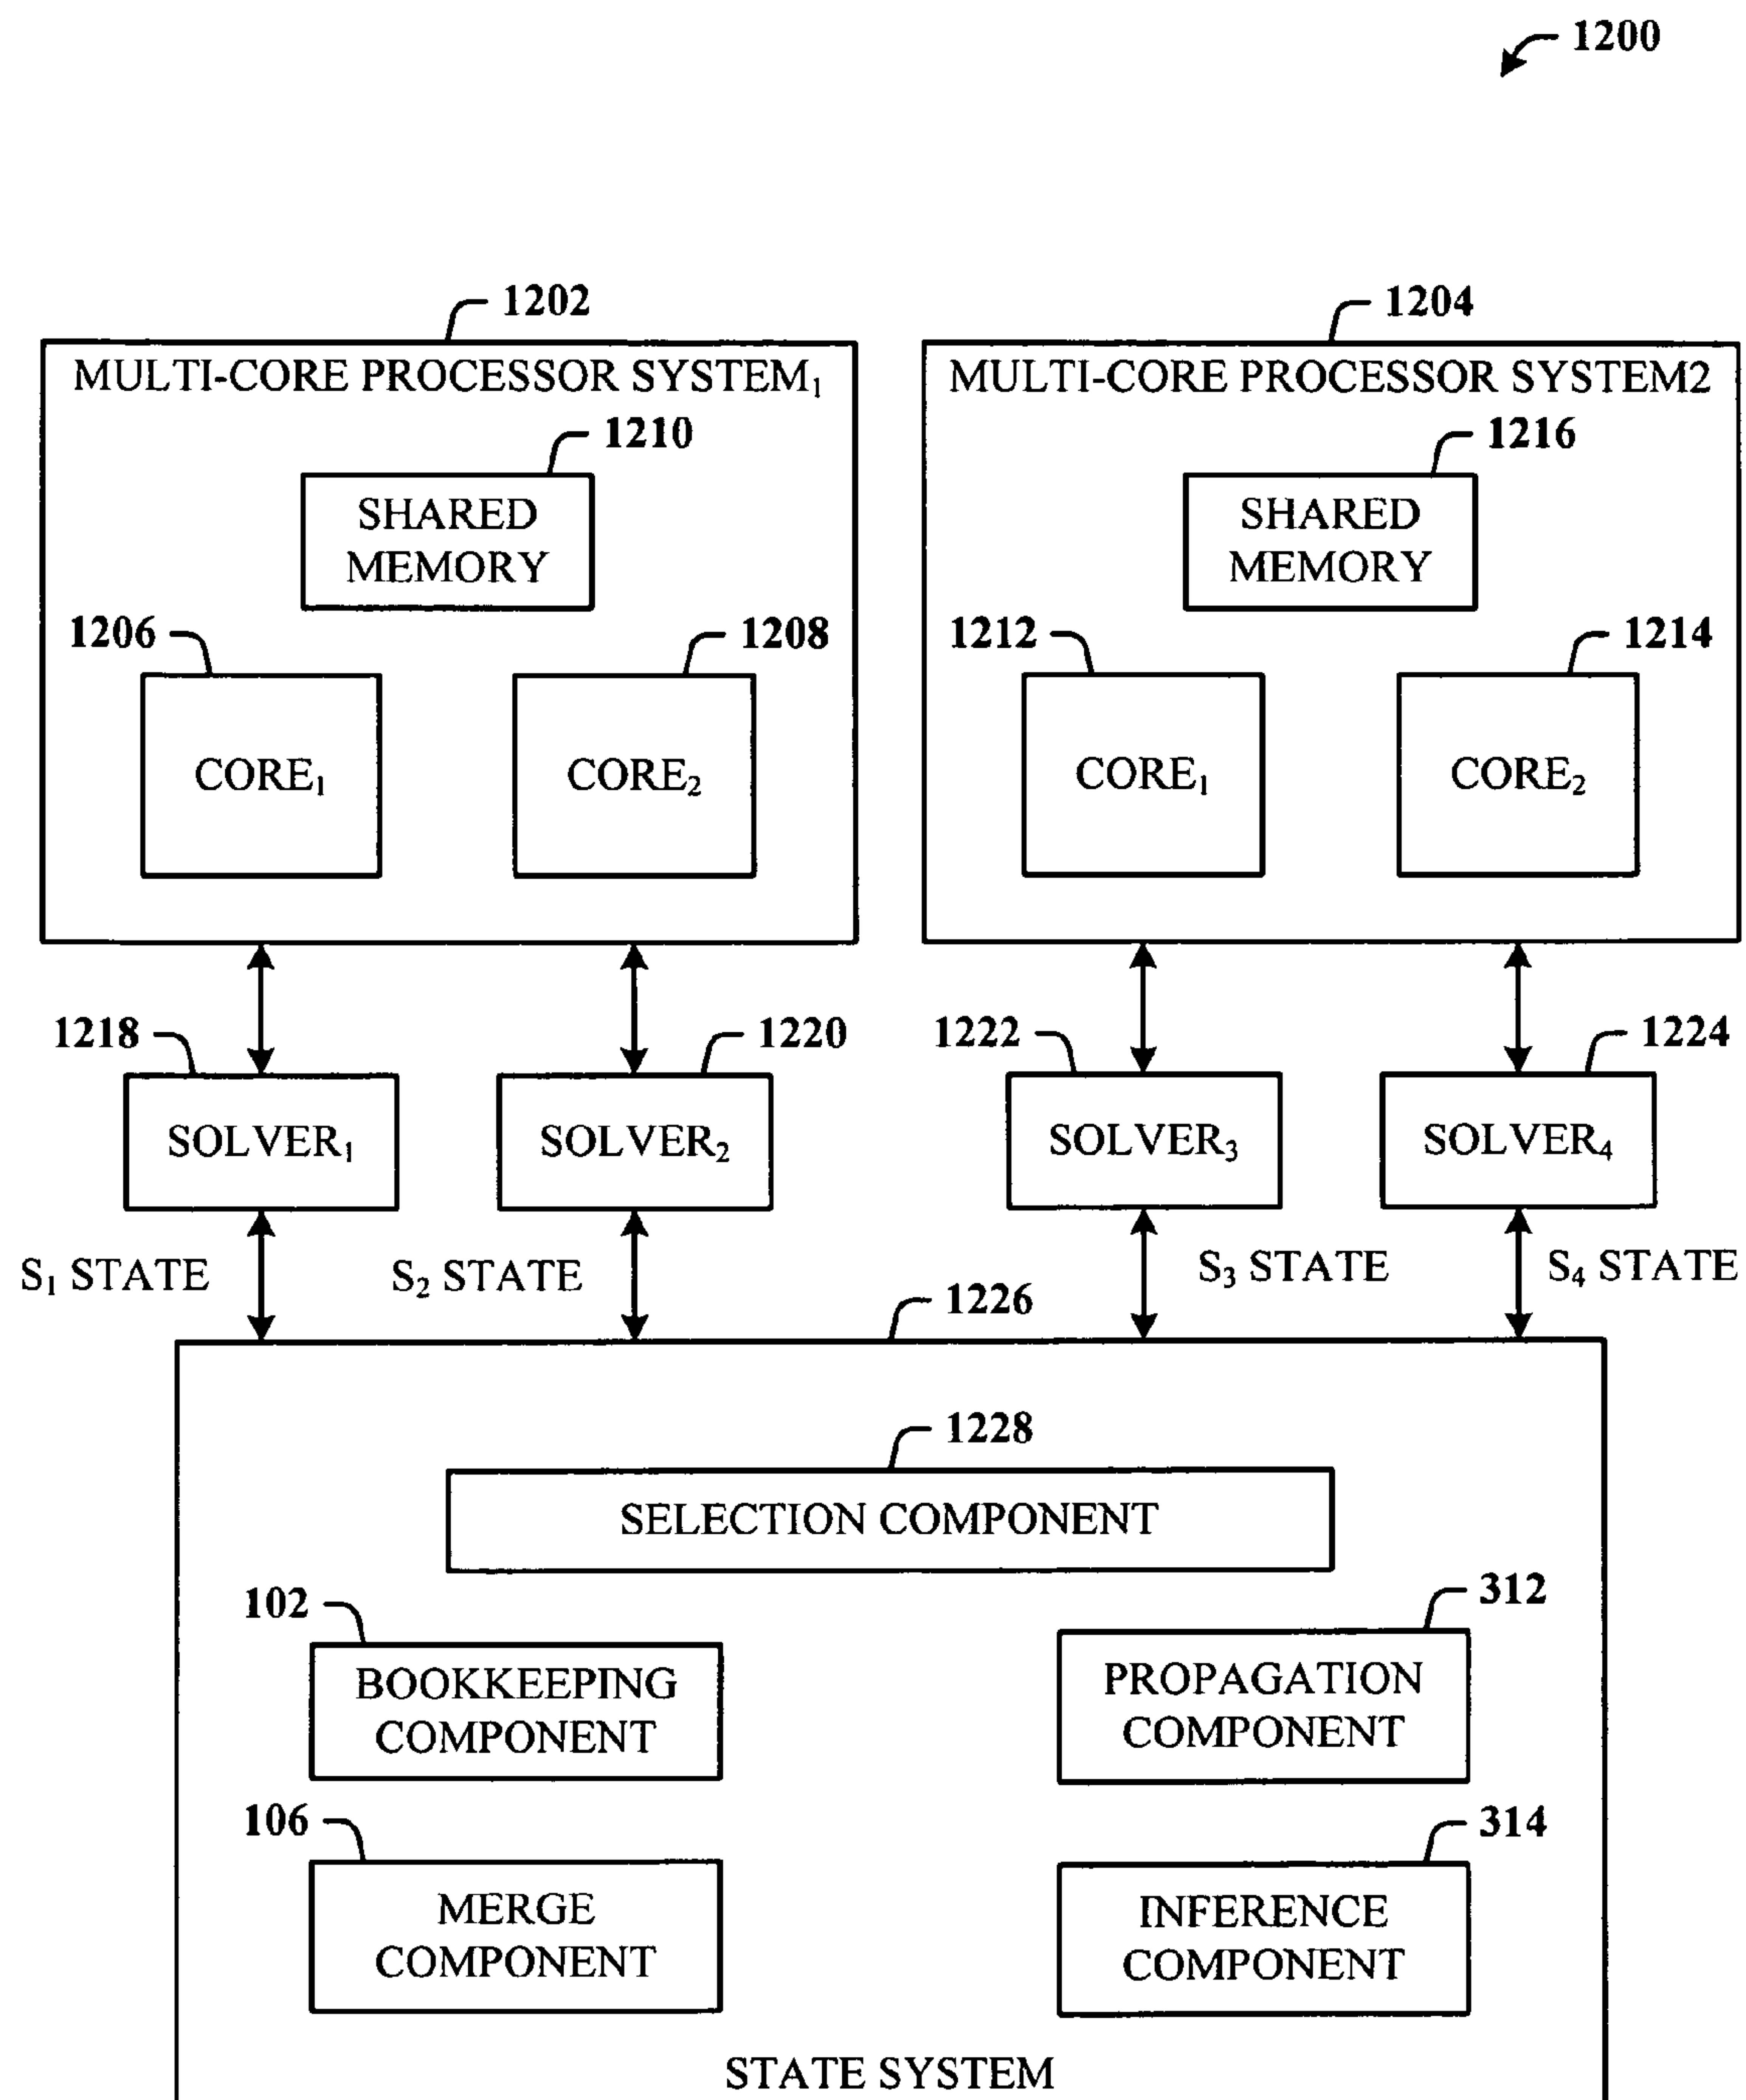 1200
1202
1204
MULTI-CORE PROCESSOR SYSTEM₁
MULTI-CORE PROCESSOR SYSTEM2
1210
1216
SHARED
MEMORY
SHARED
MEMORY
1206
1208
1212
1214
CORE₁
CORE₂
CORE₁
CORE₂
1218
1220
1222
1224
SOLVER₁
SOLVER₂
SOLVER₃
SOLVER₄
S₁ STATE
S₂ STATE
S₃ STATE
S₄ STATE
1226
1228
SELECTION COMPONENT
102
312
BOOKKEEPING
COMPONENT
PROPAGATION
COMPONENT
106
314
MERGE
COMPONENT
INFERENCE
COMPONENT
STATE SYSTEM